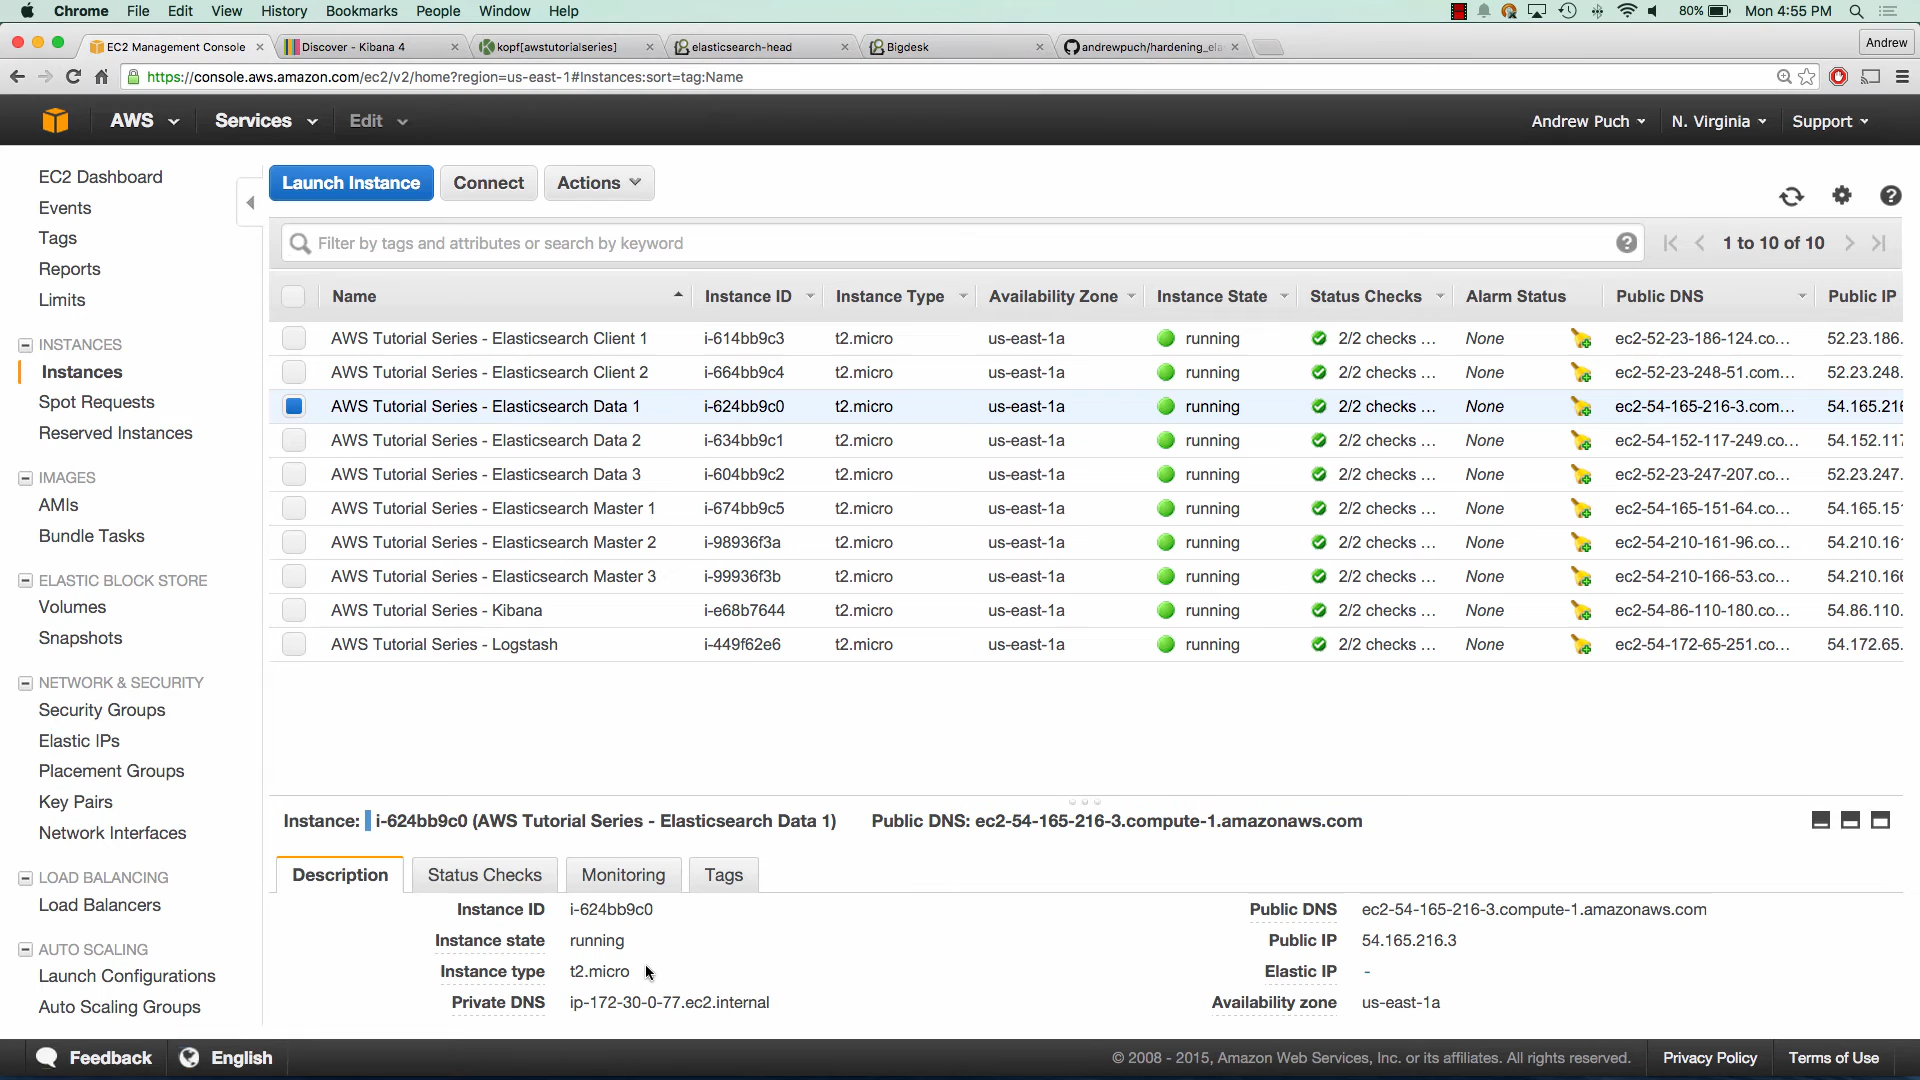 Chrome File Edit View History Bookmarks People Window Help 80% Mon 4:55 PM
EC2 Management Console Discover - Kibana 4 kopf[awstutorialseries] elasticsearch-head Bigdesk andrewpuch/hardening_ela Andrew
https://console.aws.amazon.com/ec2/v2/home?region=us-east-1#Instances:sort=tag:Name
AWS Services Edit Andrew Puch N. Virginia Support
EC2 Dashboard
Events
Tags
Reports
Limits
INSTANCES
Instances
Spot Requests
Reserved Instances
IMAGES
AMIs
Bundle Tasks
ELASTIC BLOCK STORE
Volumes
Snapshots
NETWORK & SECURITY
Security Groups
Elastic IPs
Placement Groups
Key Pairs
Network Interfaces
LOAD BALANCING
Load Balancers
AUTO SCALING
Launch Configurations
Auto Scaling Groups
Launch Instance Connect Actions
Filter by tags and attributes or search by keyword 1 to 10 of 10
Name Instance ID Instance Type Availability Zone Instance State Status Checks Alarm Status Public DNS Public IP
AWS Tutorial Series - Elasticsearch Client 1 i-614bb9c3 t2.micro us-east-1a running 2/2 checks ... None ec2-52-23-186-124.co... 52.23.186.
AWS Tutorial Series - Elasticsearch Client 2 i-664bb9c4 t2.micro us-east-1a running 2/2 checks ... None ec2-52-23-248-51.com... 52.23.248.
AWS Tutorial Series - Elasticsearch Data 1 i-624bb9c0 t2.micro us-east-1a running 2/2 checks ... None ec2-54-165-216-3.com... 54.165.216
AWS Tutorial Series - Elasticsearch Data 2 i-634bb9c1 t2.micro us-east-1a running 2/2 checks ... None ec2-54-152-117-249.co... 54.152.117
AWS Tutorial Series - Elasticsearch Data 3 i-604bb9c2 t2.micro us-east-1a running 2/2 checks ... None ec2-52-23-247-207.co... 52.23.247.
AWS Tutorial Series - Elasticsearch Master 1 i-674bb9c5 t2.micro us-east-1a running 2/2 checks ... None ec2-54-165-151-64.co... 54.165.151
AWS Tutorial Series - Elasticsearch Master 2 i-98936f3a t2.micro us-east-1a running 2/2 checks ... None ec2-54-210-161-96.co... 54.210.161
AWS Tutorial Series - Elasticsearch Master 3 i-99936f3b t2.micro us-east-1a running 2/2 checks ... None ec2-54-210-166-53.co... 54.210.166
AWS Tutorial Series - Kibana i-e68b7644 t2.micro us-east-1a running 2/2 checks ... None ec2-54-86-110-180.co... 54.86.110.
AWS Tutorial Series - Logstash i-449f62e6 t2.micro us-east-1a running 2/2 checks ... None ec2-54-172-65-251.co... 54.172.65.
Instance: i-624bb9c0 (AWS Tutorial Series - Elasticsearch Data 1) Public DNS: ec2-54-165-216-3.compute-1.amazonaws.com
Description Status Checks Monitoring Tags
Instance ID i-624bb9c0 Public DNS ec2-54-165-216-3.compute-1.amazonaws.com
Instance state running Public IP 54.165.216.3
Instance type t2.micro Elastic IP -
Private DNS ip-172-30-0-77.ec2.internal Availability zone us-east-1a
Feedback English © 2008 - 2015, Amazon Web Services, Inc. or its affiliates. All rights reserved. Privacy Policy Terms of Use